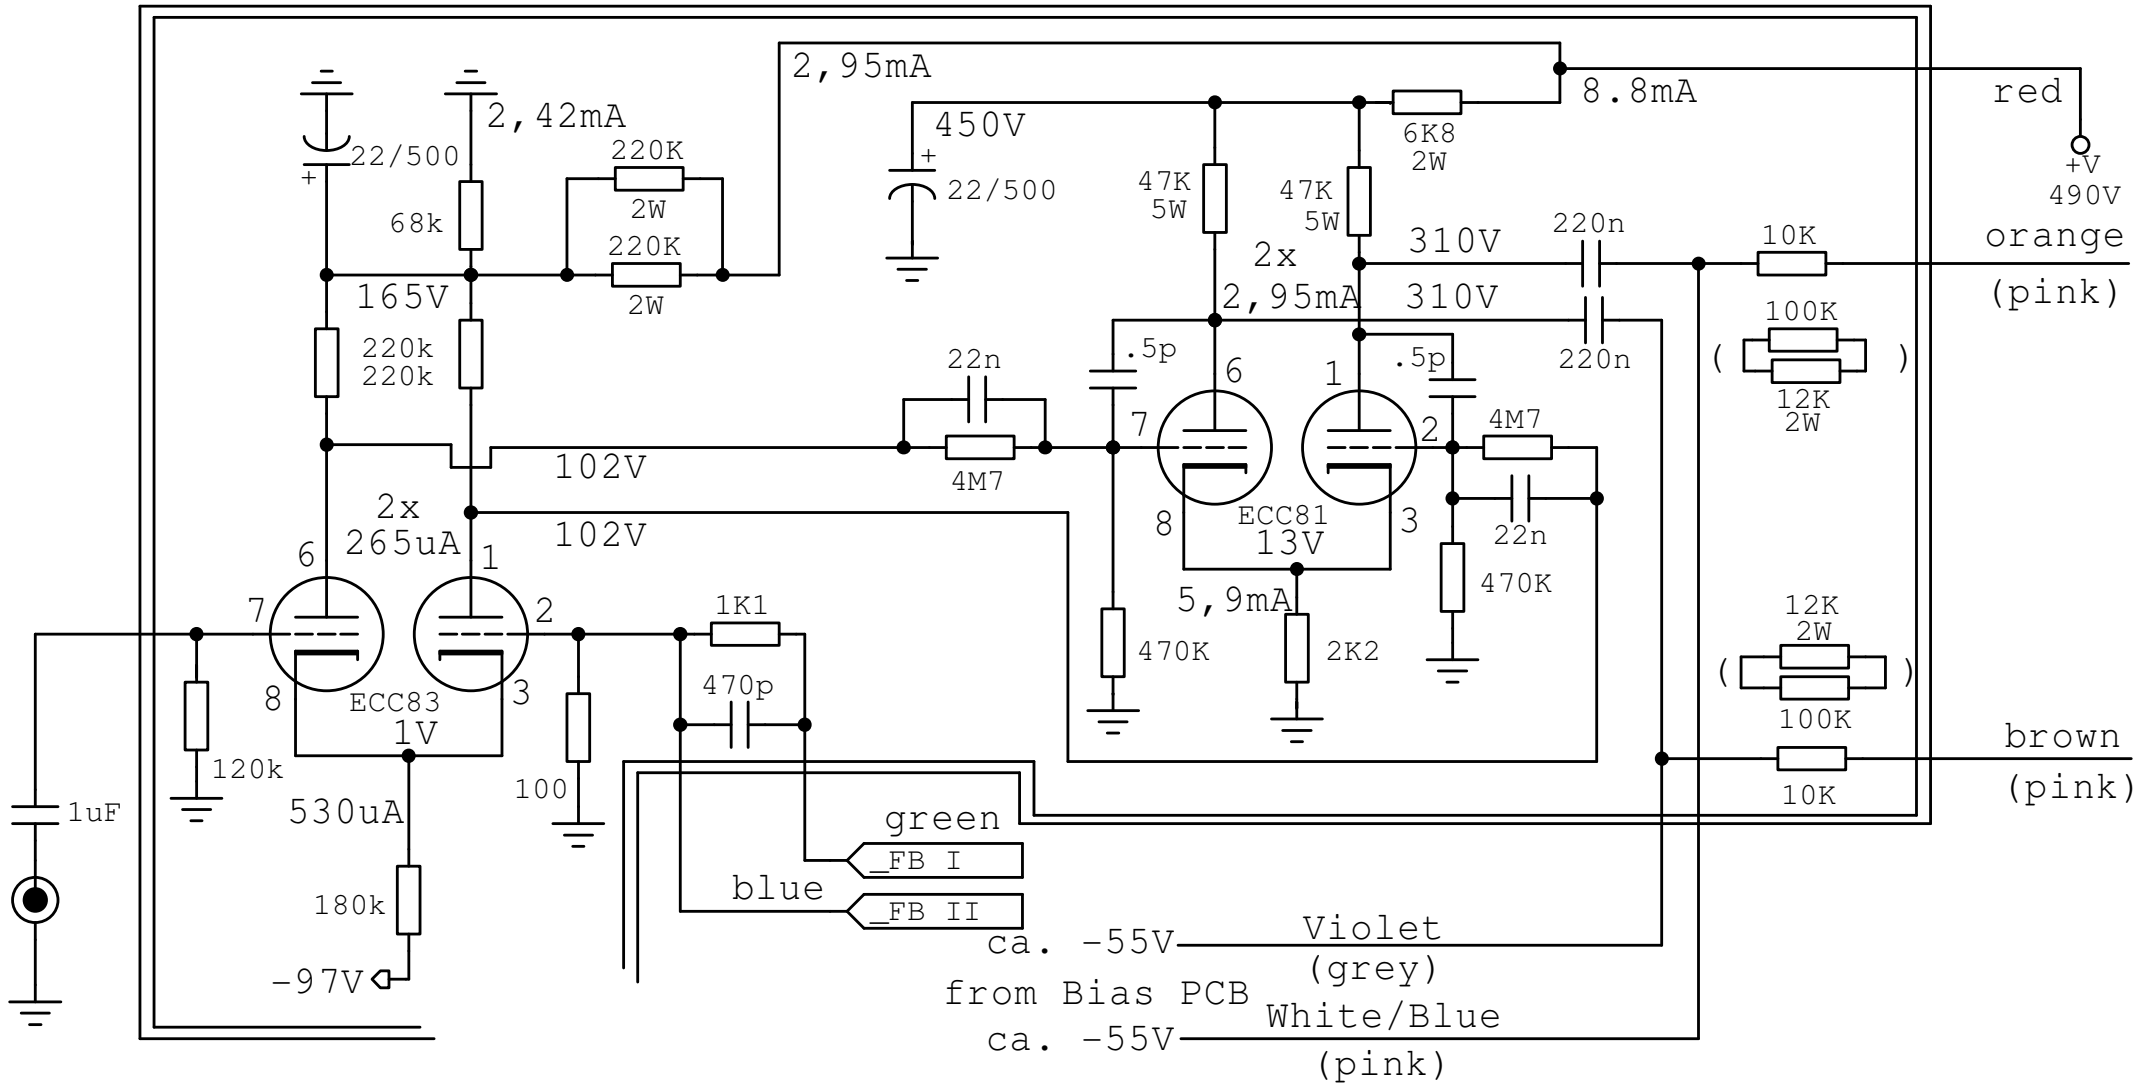 2,95mA
8.8mA
red
2,42mA
450V
6K8
2W
+V
490V
22/500
+
220K
2W
+
22/500
47K
5W
47K
5W
68k
220K
2W
220n
10K
orange
(pink)
310V
2x
165V
2,95mA
310V
220n
100K
( )
12K
2W
220k
220k
22n
.5p
.5p
6
1
7
2
4M7
102V
4M7
2x
265uA
102V
8
ECC81
13V
3
22n
6
1
470K
7
2
1K1
5,9mA
12K
2W
470K
2K2
( )
100K
8
ECC83
1V
3
470p
brown
(pink)
120k
100
10K
1uF
530uA
green
_FB I
blue
_FB II
180k
ca. -55V
Violet
(grey)
-97V
from Bias PCB
White/Blue
ca. -55V
(pink)